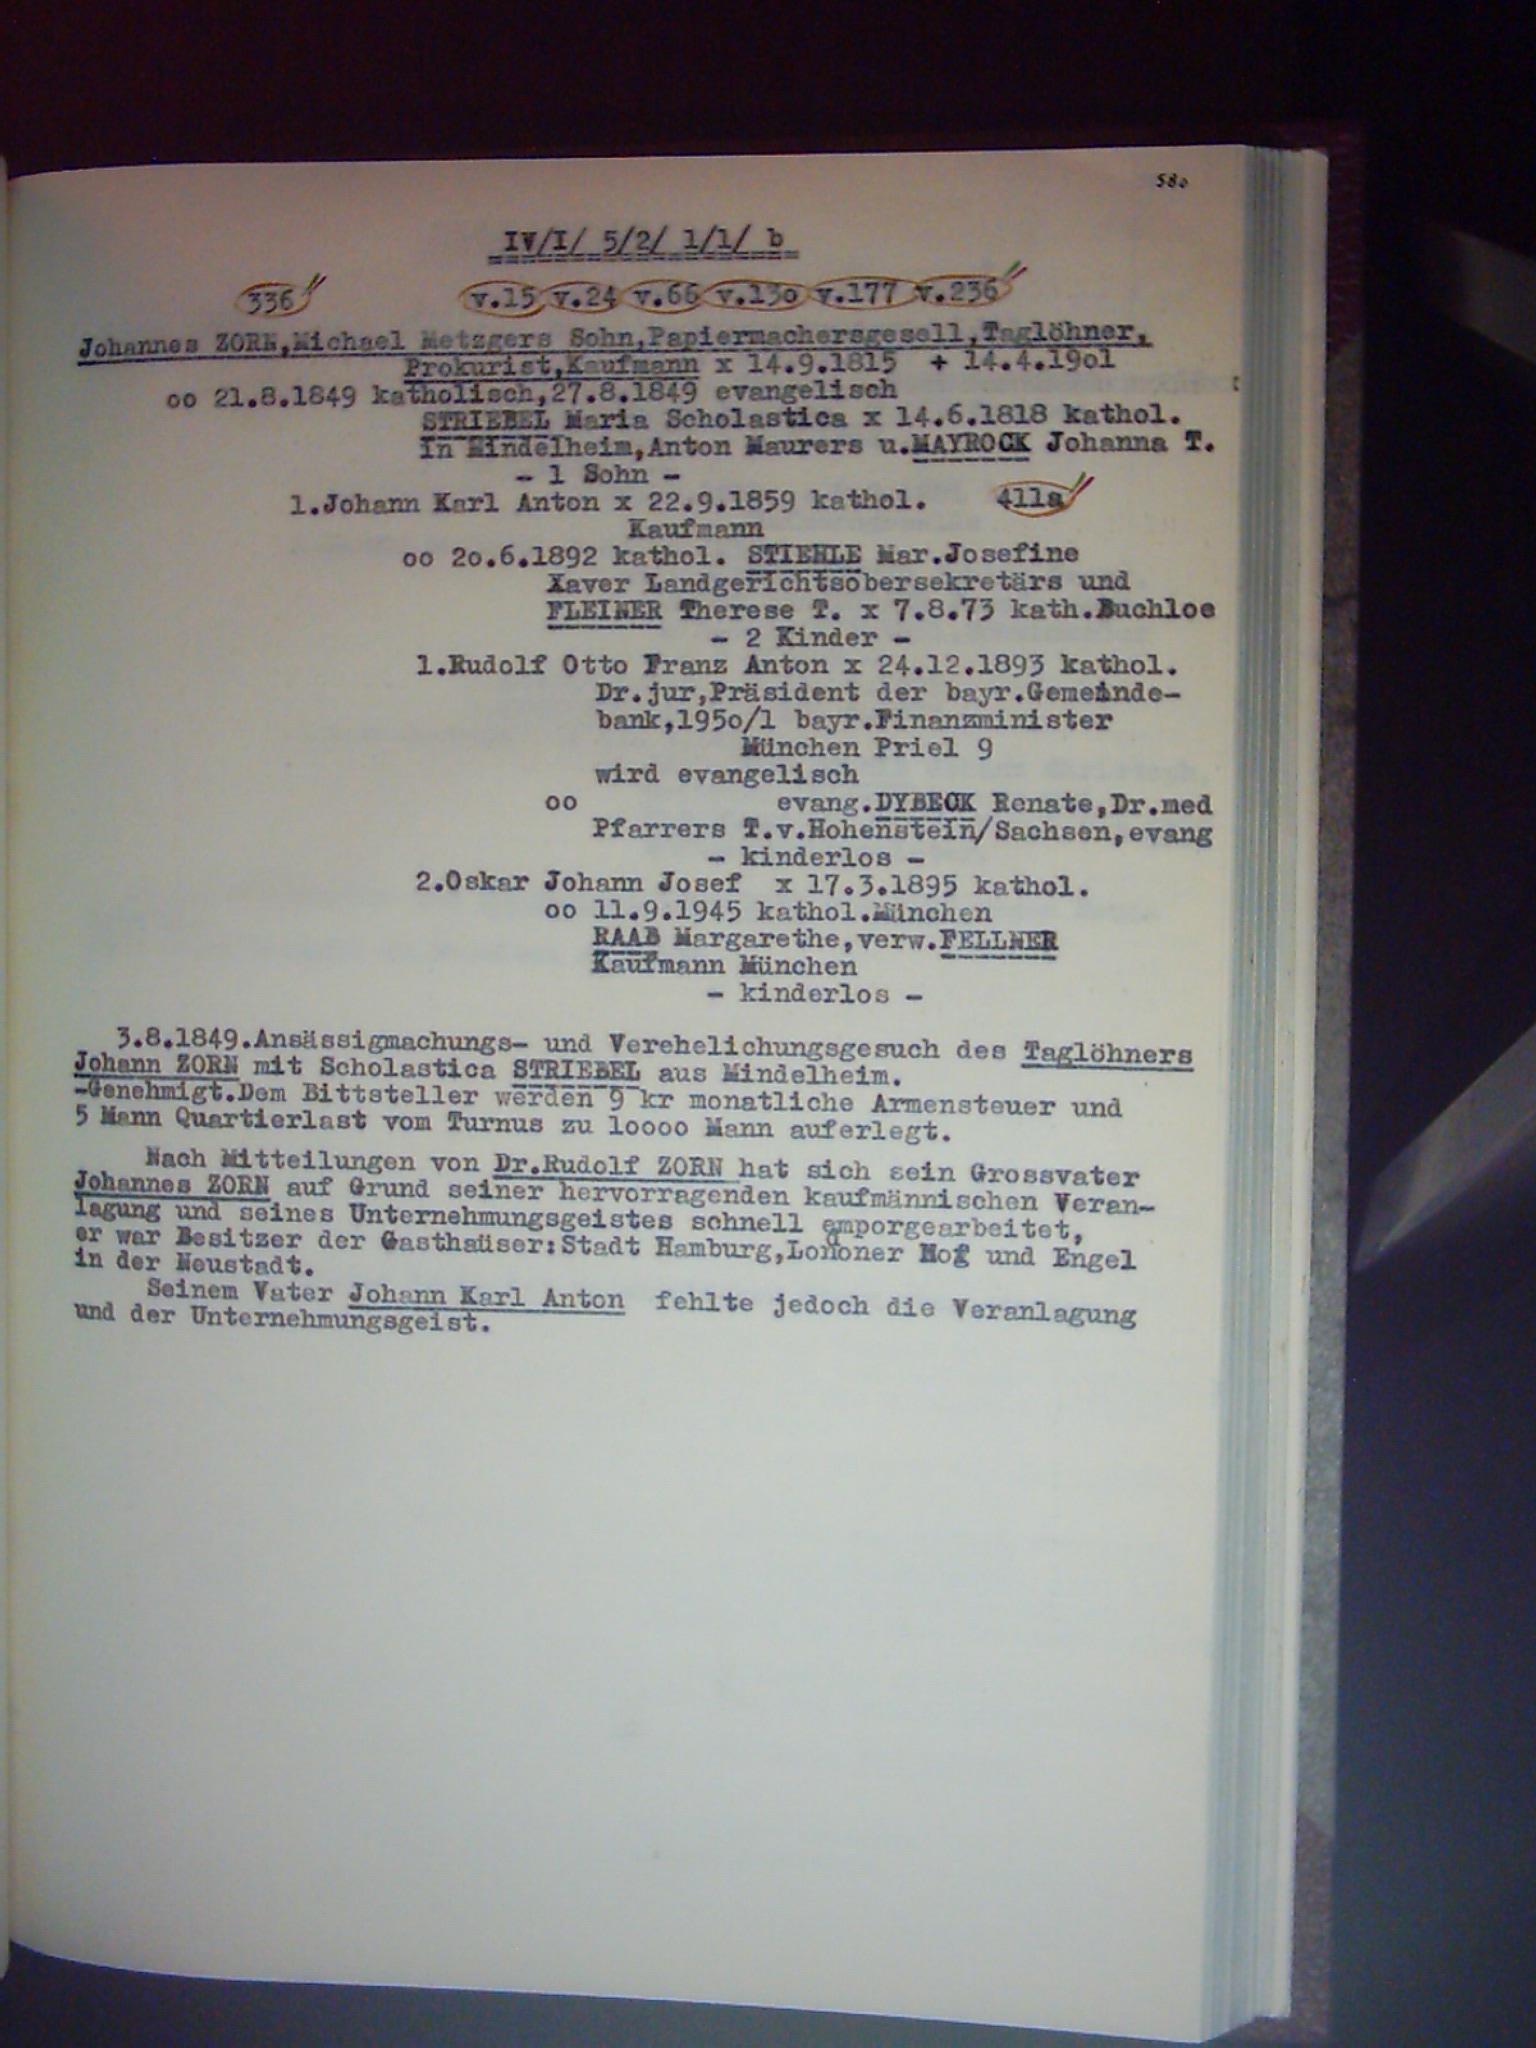 580
IV/I/ 5/2/ 1/1/ b
336 v.15 v.24 v.66 v.13o v.177 v.236
Johannes ZORN,Michael Metzgers Sohn,Papiermachersgesell,Taglöhner,
Prokurist,Kaufmann x 14.9.1815 + 14.4.19o1
oo 21.8.1849 katholisch,27.8.1849 evangelisch
STRIEBEL Maria Scholastica x 14.6.1818 kathol.
in Mindelheim,Anton Maurers u.MAYROCK Johanna T.
- 1 Sohn -
1.Johann Karl Anton x 22.9.1859 kathol. 411a
Kaufmann
oo 2o.6.1892 kathol. STIEHLE Mar.Josefine
Xaver Landgerichtsobersekretärs und
FLEINER Therese T. x 7.8.73 kath.Buchloe
- 2 Kinder -
1.Rudolf Otto Franz Anton x 24.12.1893 kathol.
Dr.jur,Präsident der bayr.Gemeinde-
bank,195o/1 bayr.Finanzminister
München Priel 9
wird evangelisch
oo evang.DYBECK Renate,Dr.med
Pfarrers T.v.Hohenstein/Sachsen,evang
- kinderlos -
2.Oskar Johann Josef x 17.3.1895 kathol.
oo 11.9.1945 kathol.München
RAAB Margarethe,verw.FELLNER
Kaufmann München
- kinderlos -
3.8.1849.Ansässigmachungs- und Verehelichungsgesuch des Taglöhners
Johann ZORN mit Scholastica STRIEBEL aus Mindelheim.
-Genehmigt.Dem Bittsteller werden 9 kr monatliche Armensteuer und
5 Mann Quartierlast vom Turnus zu 10000 Mann auferlegt.
Nach Mitteilungen von Dr.Rudolf ZORN hat sich sein Grossvater
Johannes ZORN auf Grund seiner hervorragenden kaufmännischen Veran-
lagung und seines Unternehmungsgeistes schnell emporgearbeitet,
er war Besitzer der Gasthaüser:Stadt Hamburg,Londoner Hof und Engel
in der Neustadt.
Seinem Vater Johann Karl Anton fehlte jedoch die Veranlagung
und der Unternehmungsgeist.